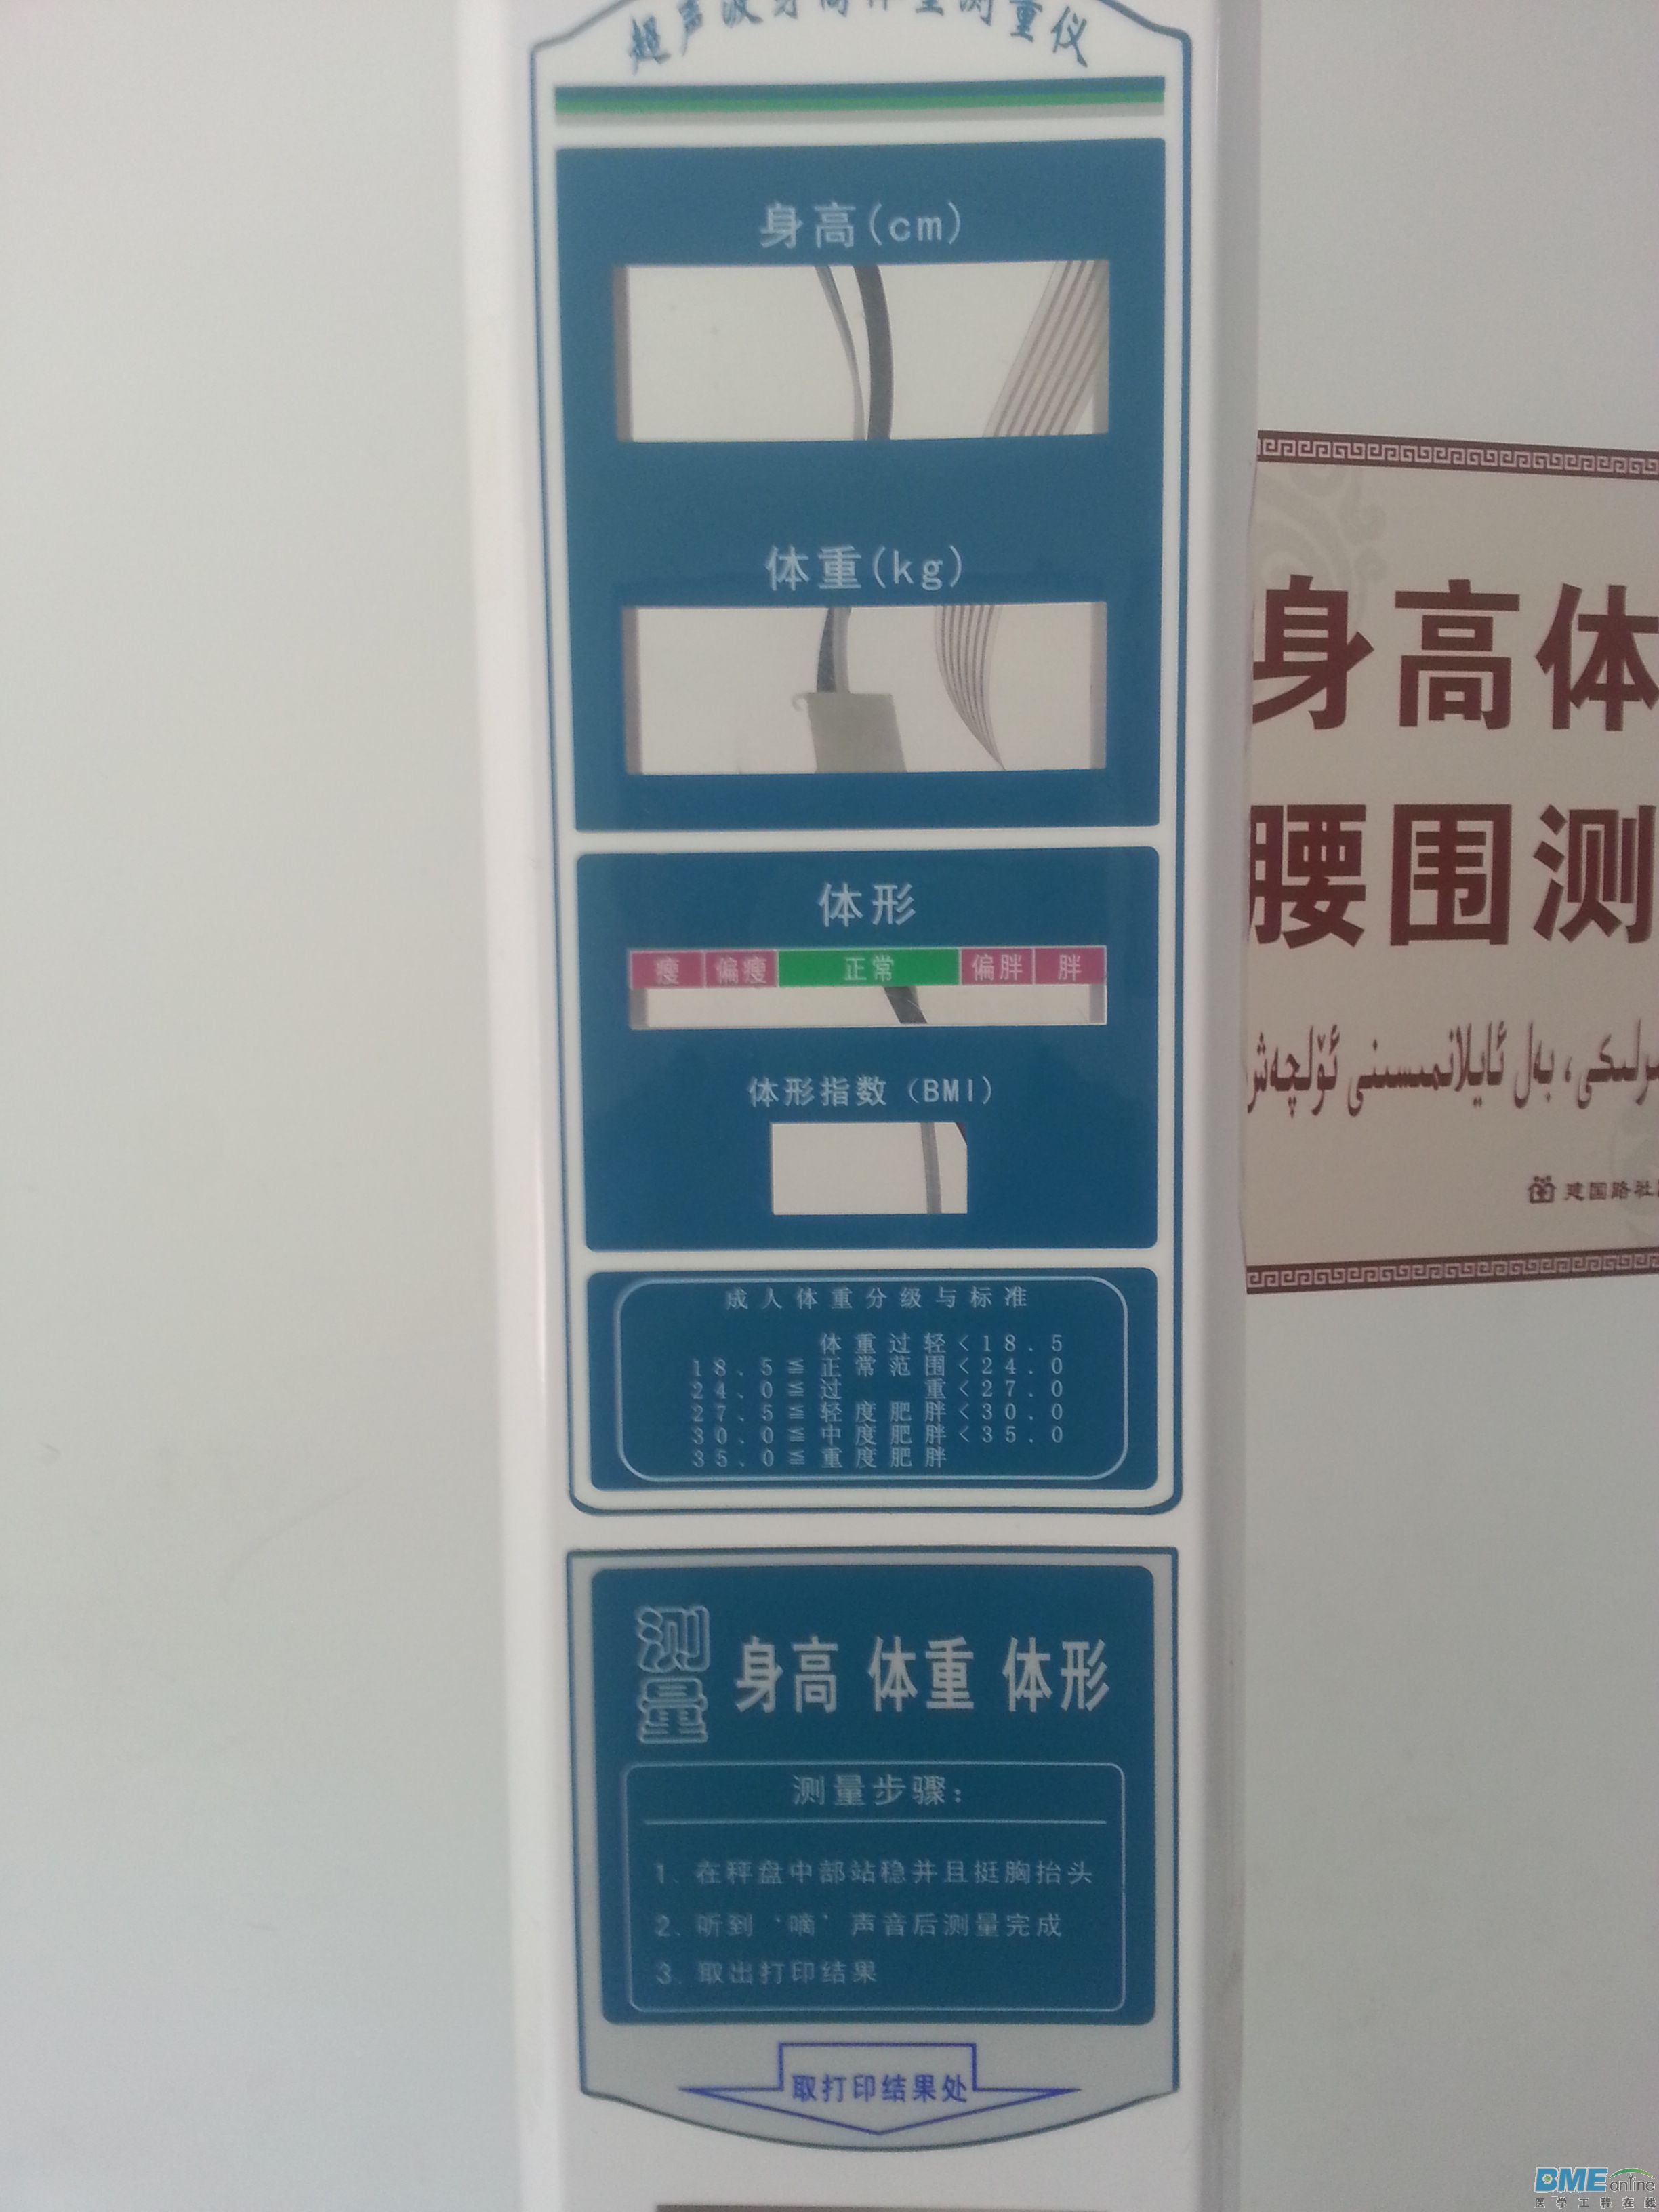 超声波身高体重测量仪
身高(cm)
体重(kg)
体形
瘦 偏瘦 正常 偏胖 胖
体形指数（BMI）
成人体重分级与标准
体重过轻<18.5
18.5≦正常范围<24.0
24.0≦过 重<27.0
27.5≦轻度肥胖<30.0
30.0≦中度肥胖<35.0
35.0≦重度肥胖
测量
身高 体重 体形
测量步骤：
1、在秤盘中部站稳并且挺胸抬头
2、听到‘嘀’声音后测量完成
3、取出打印结果
取打印结果处
身高体
腰围测
بەل ئايلانمىسىنى
建国路社
BMEonline
医学工程在线